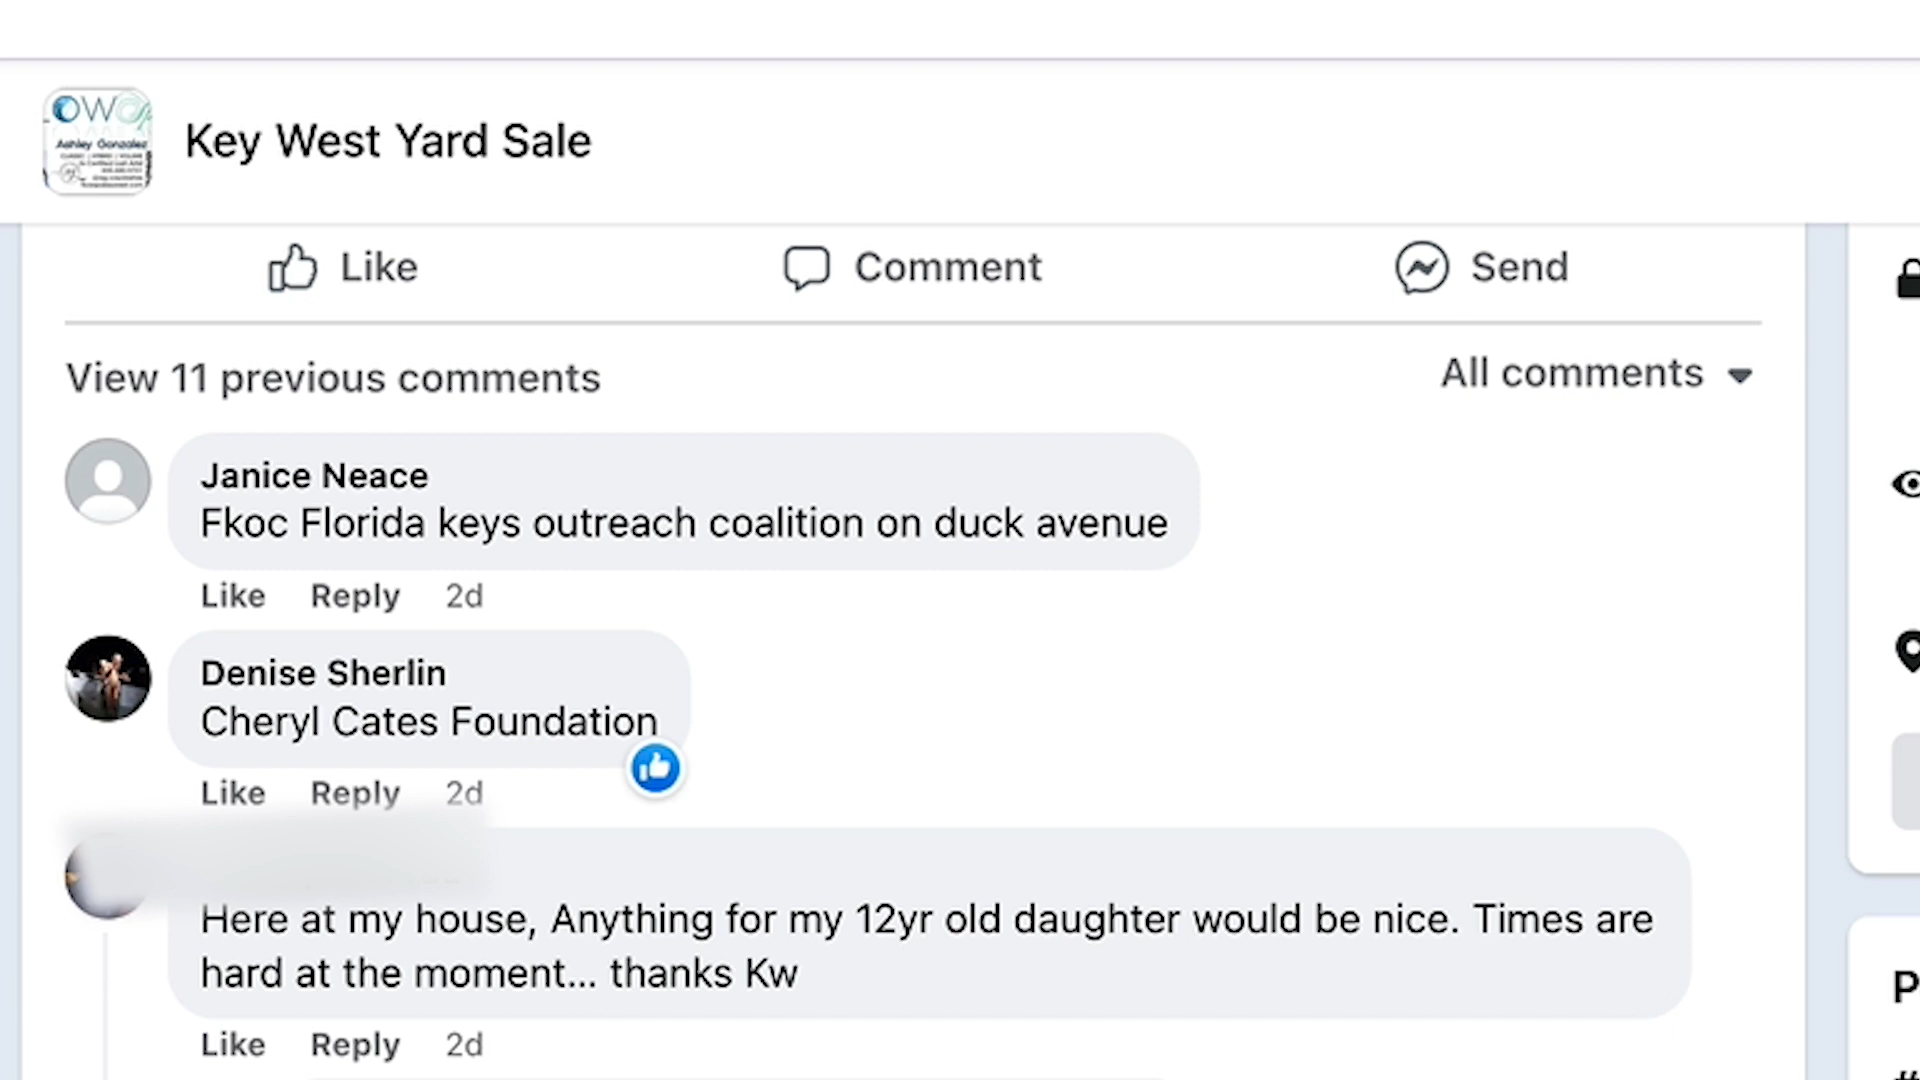 OWO
Ashley Gonzalez
Key West Yard Sale
Like
Comment
Send
View 11 previous comments
All comments
Janice Neace
Fkoc Florida keys outreach coalition on duck avenue
Like Reply 2d
Denise Sherlin
Cheryl Cates Foundation
Like Reply 2d
Here at my house, Anything for my 12yr old daughter would be nice. Times are
hard at the moment... thanks Kw
Like Reply 2d
P